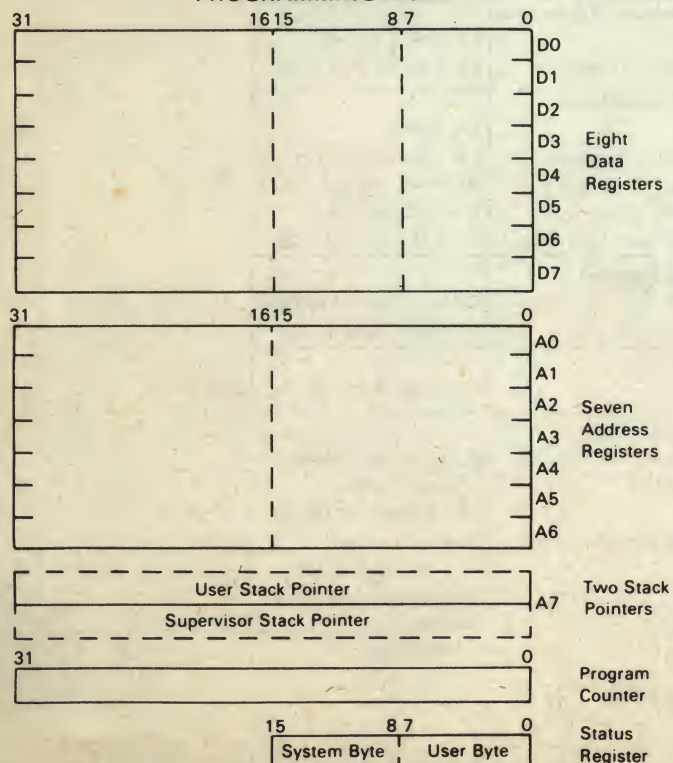 PROGRAMMING
31 16 15 8 7 0
D0
D1
D2
D3
D4
D5
D6
D7
Eight
Data
Registers
31 16 15 0
A0
A1
A2
A3
A4
A5
A6
Seven
Address
Registers
User Stack Pointer
Supervisor Stack Pointer
A7
Two Stack
Pointers
31 0
Program
Counter
15 8 7 0
System Byte User Byte
Status
Register